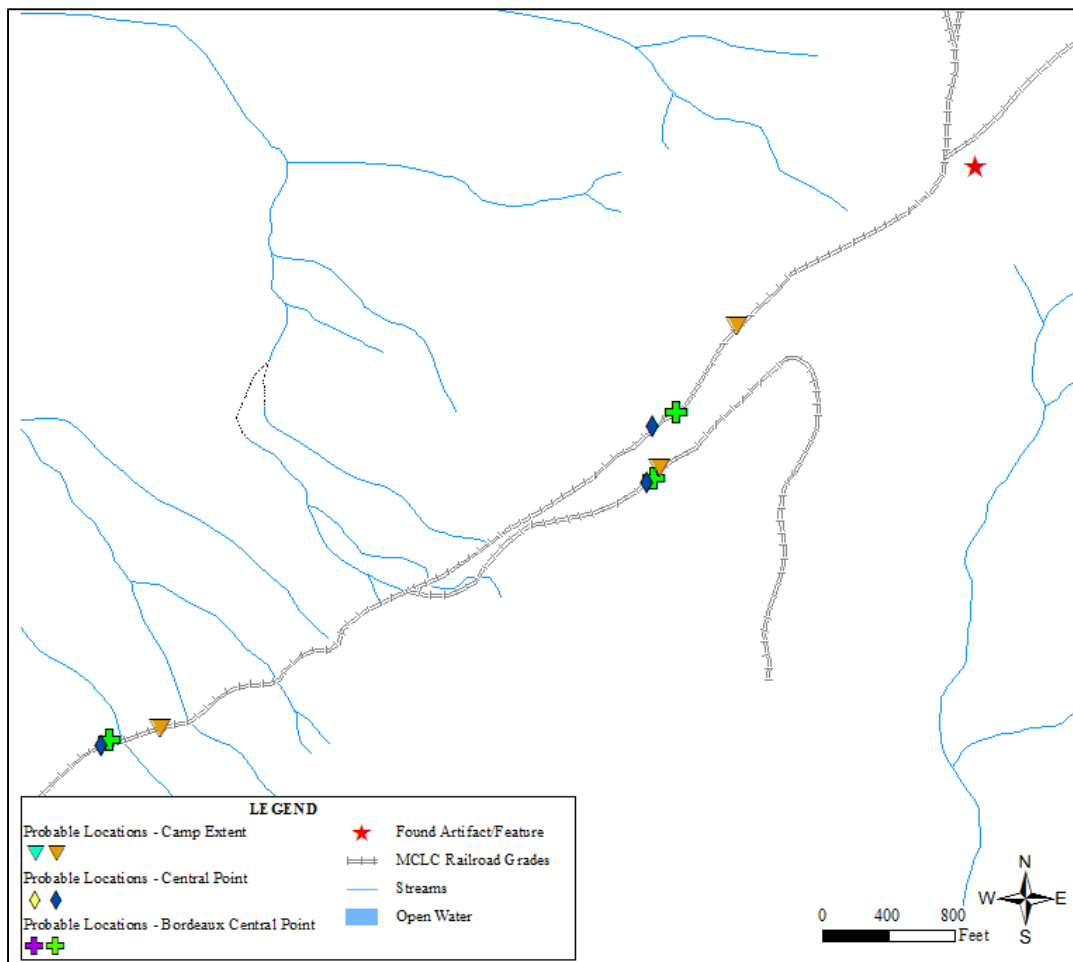 LEGEND
Probable Locations - Camp Extent
Probable Locations - Central Point
Probable Locations - Bordeaux Central Point
Found Artifact/Feature
MCLC Railroad Grades
Streams
Open Water
N
W E
S
0 400 800
Feet